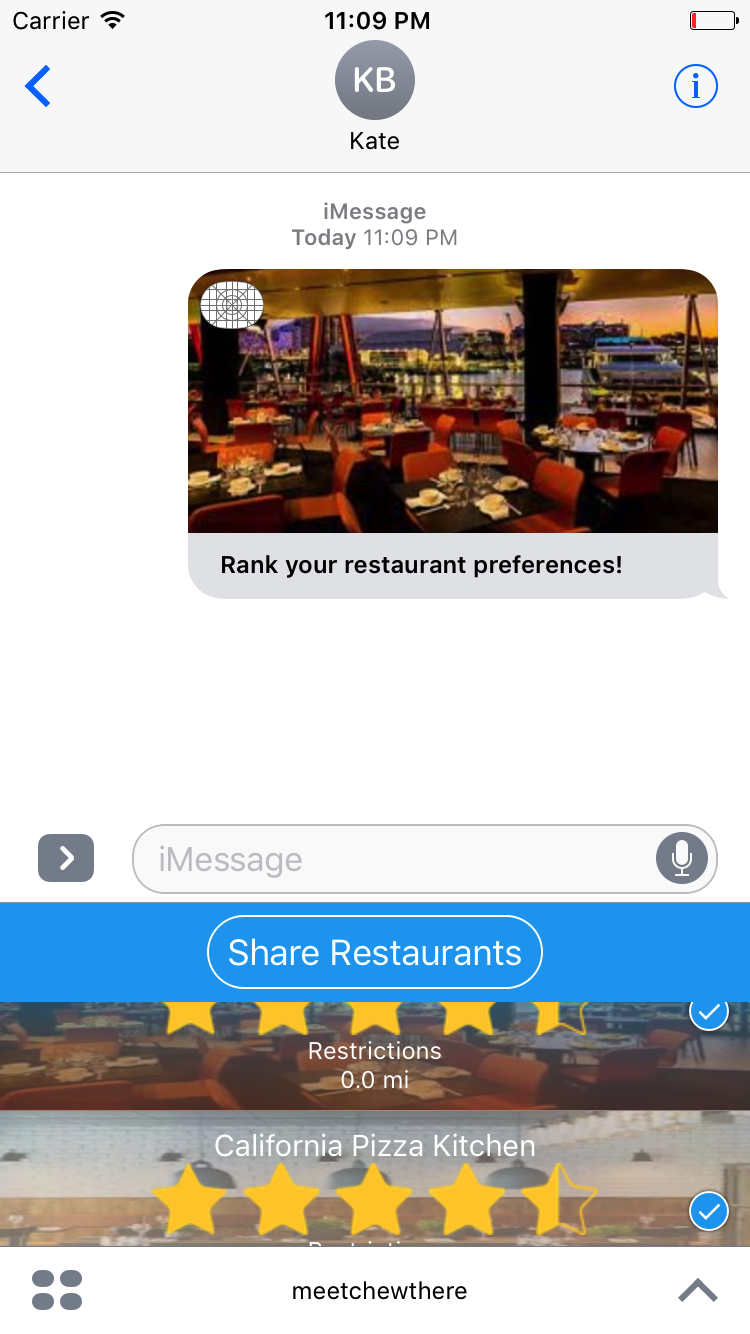 Carrier 11:09 PM
KB
Kate
iMessage
Today 11:09 PM
Rank your restaurant preferences!
iMessage
Share Restaurants
Restrictions
0.0 mi
California Pizza Kitchen
meetchewthere